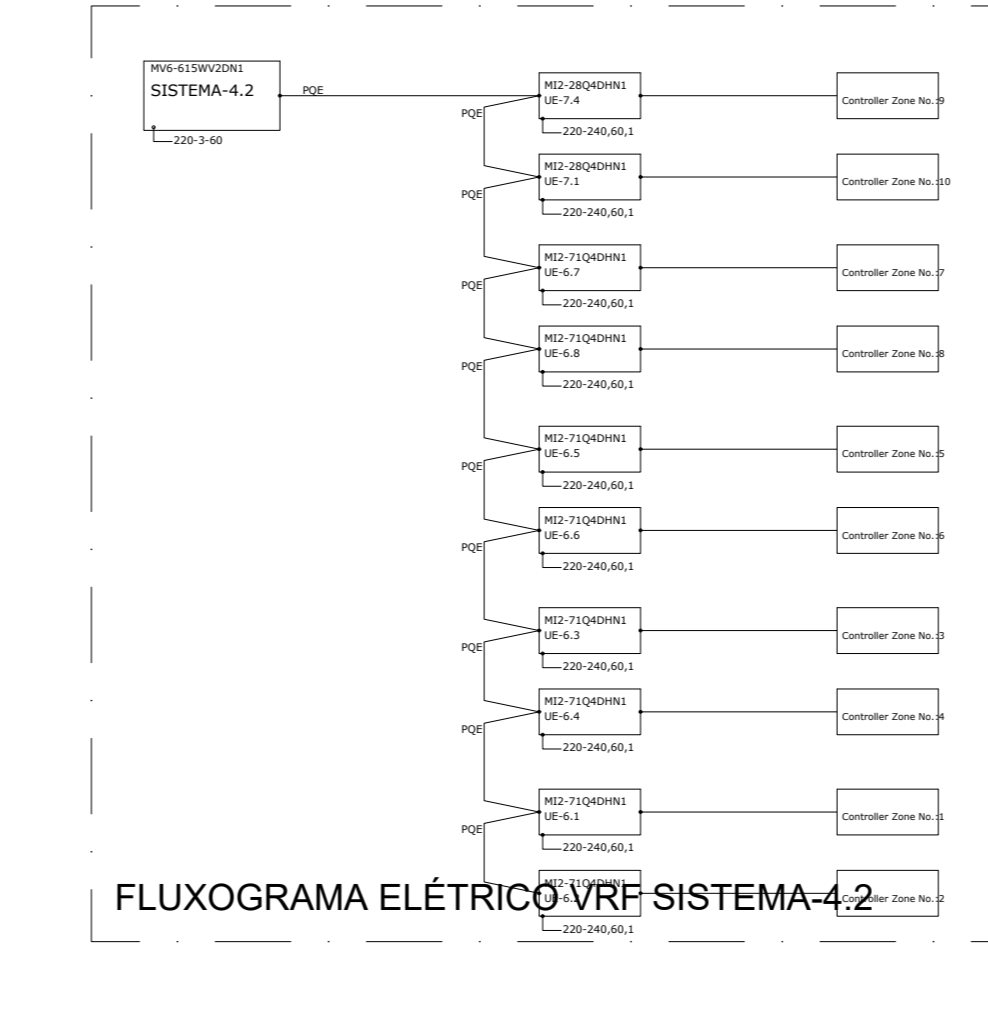 MV6-615WV2DN1
SISTEMA-4.2
PQE
220-3-60
MI2-28Q4DHN1
UE-7.4
220-240,60,1
Controller Zone No.:9
PQE
MI2-28Q4DHN1
UE-7.1
220-240,60,1
Controller Zone No.:10
PQE
MI2-71Q4DHN1
UE-6.7
220-240,60,1
Controller Zone No.:7
PQE
MI2-71Q4DHN1
UE-6.8
220-240,60,1
Controller Zone No.:8
PQE
MI2-71Q4DHN1
UE-6.5
220-240,60,1
Controller Zone No.:5
PQE
MI2-71Q4DHN1
UE-6.6
220-240,60,1
Controller Zone No.:6
PQE
MI2-71Q4DHN1
UE-6.3
220-240,60,1
Controller Zone No.:3
PQE
MI2-71Q4DHN1
UE-6.4
220-240,60,1
Controller Zone No.:4
PQE
MI2-71Q4DHN1
UE-6.1
220-240,60,1
Controller Zone No.:1
PQE
MI2-71Q4DHN1
220-240,60,1
Controller Zone No.:2
FLUXOGRAMA ELÉTRICO VRF SISTEMA-4.2